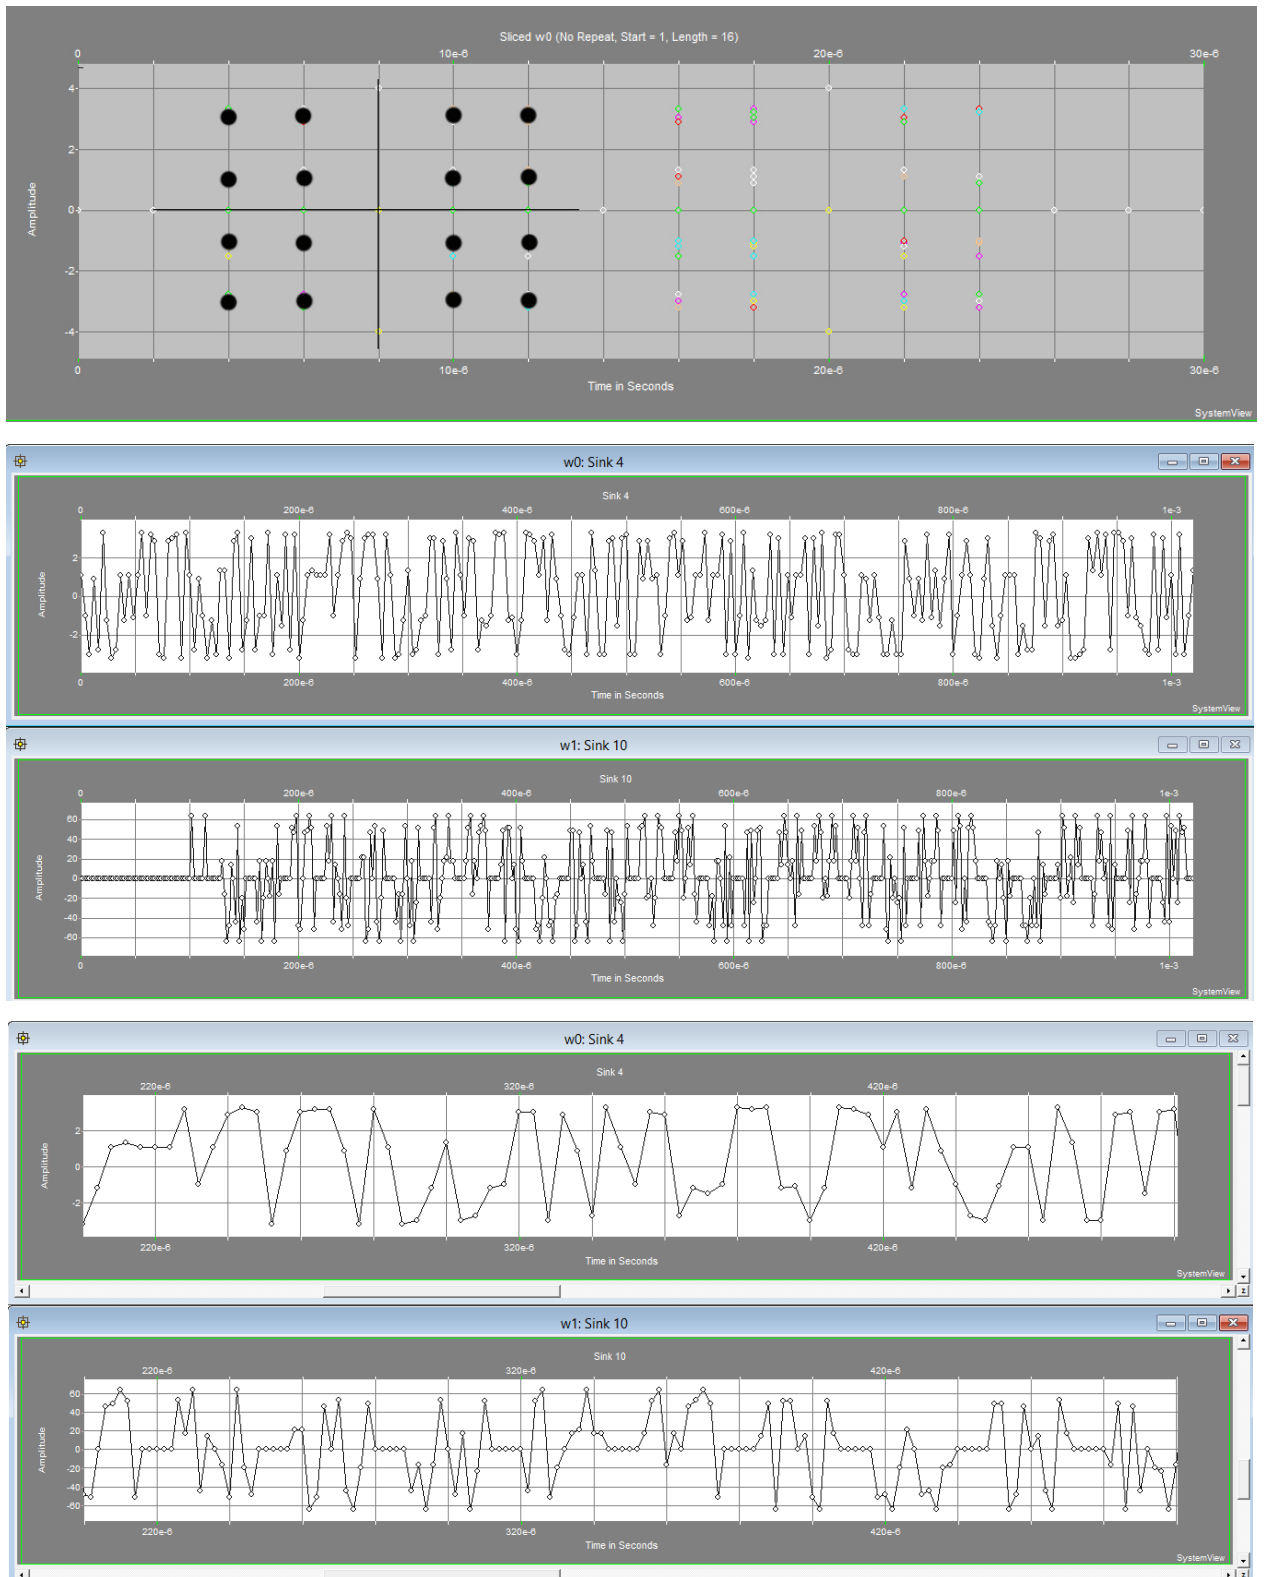 Sliced w0 (No Repeat, Start = 1, Length = 16)
0 10e-6 20e-6 30e-6
4
2
0
-2
-4
Amplitude
0 10e-6 20e-6 30e-6
Time in Seconds
SystemView
w0: Sink 4
Sink 4
0 200e-6 400e-6 600e-6 800e-6 1e-3
2
0
-2
Amplitude
0 200e-6 400e-6 600e-6 800e-6 1e-3
Time in Seconds
SystemView
w1: Sink 10
Sink 10
0 200e-6 400e-6 600e-6 800e-6 1e-3
60
40
20
0
-20
-40
-60
Amplitude
0 200e-6 400e-6 600e-6 800e-6 1e-3
Time in Seconds
SystemView
w0: Sink 4
Sink 4
220e-6 320e-6 420e-6
2
0
-2
Amplitude
220e-6 320e-6 420e-6
Time in Seconds
SystemView
w1: Sink 10
Sink 10
220e-6 320e-6 420e-6
60
40
20
0
-20
-40
-60
Amplitude
220e-6 320e-6 420e-6
Time in Seconds
SystemView